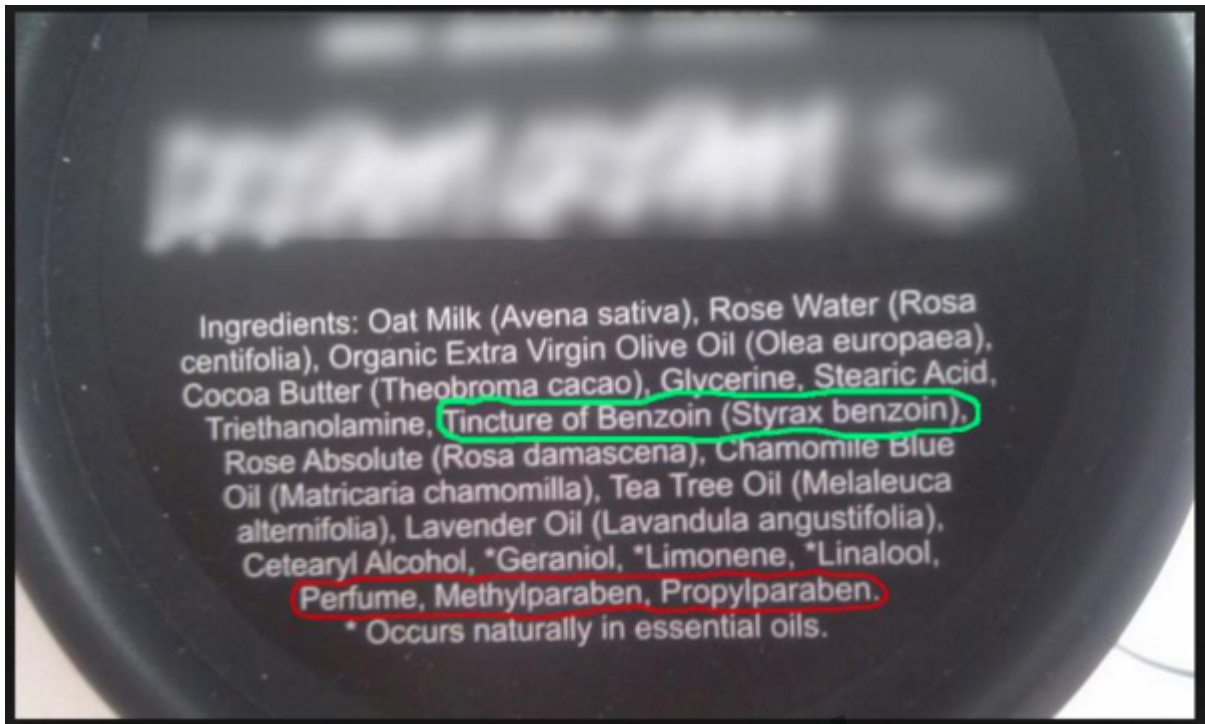 Ingredients: Oat Milk (Avena sativa), Rose Water (Rosa
centifolia), Organic Extra Virgin Olive Oil (Olea europaea),
Cocoa Butter (Theobroma cacao), Glycerine, Stearic Acid,
Triethanolamine, Tincture of Benzoin (Styrax benzoin),
Rose Absolute (Rosa damascena), Chamomile Blue
Oil (Matricaria chamomilla), Tea Tree Oil (Melaleuca
alternifolia), Lavender Oil (Lavandula angustifolia),
Cetearyl Alcohol, *Geraniol, *Limonene, *Linalool,
Perfume, Methylparaben, Propylparaben.
* Occurs naturally in essential oils.